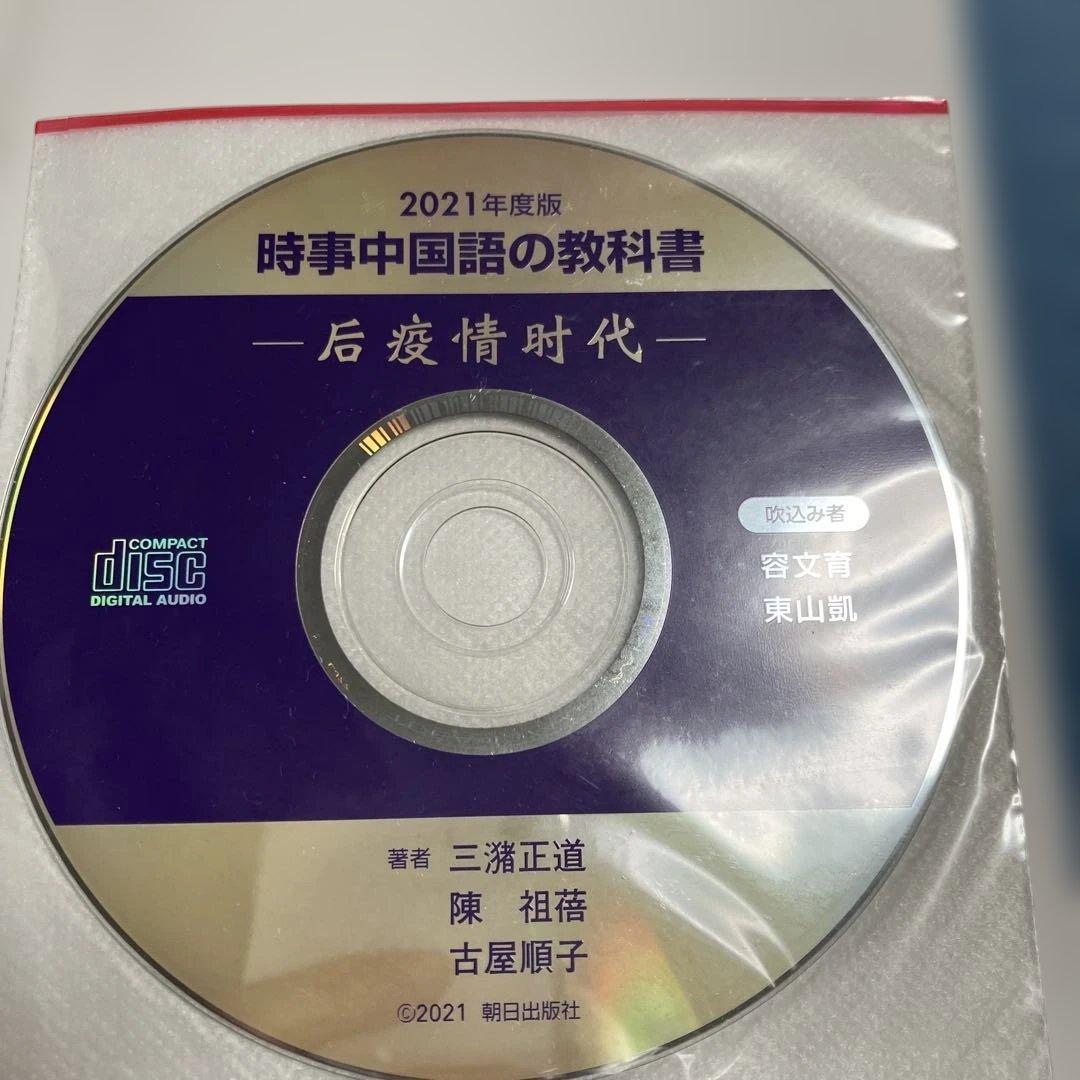 2021年度版
時事中国語の教科書
—后疫情时代—
COMPACT
disc
DIGITAL AUDIO
吹込み者
容文育
東山凱
著者 三潴正道
陳　祖蓓
古屋順子
©2021 朝日出版社